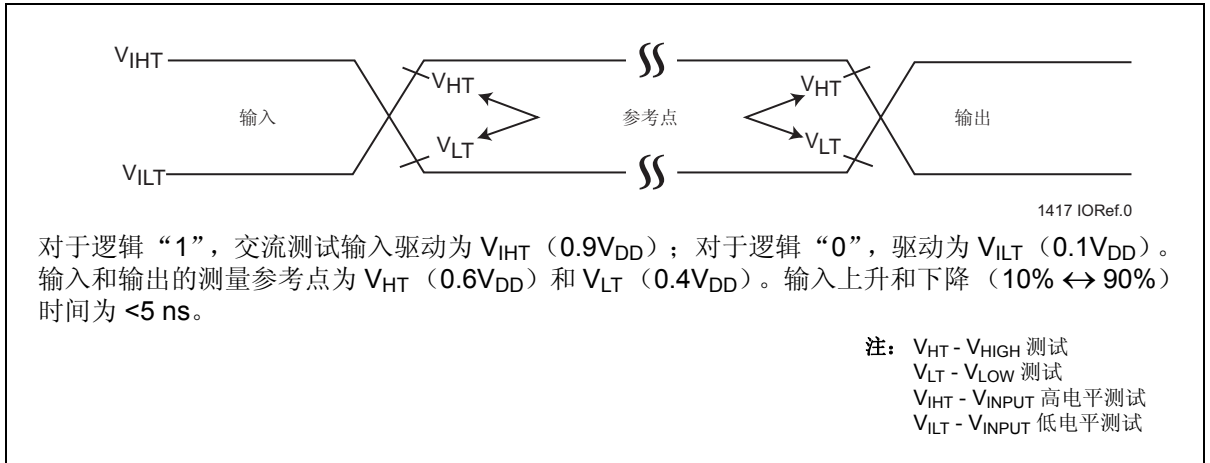 VIHT
VHT VHT
输入 参考点 输出
VLT VLT
VILT
1417 IORef.0
对于逻辑“1”，交流测试输入驱动为 VIHT（0.9VDD）；对于逻辑“0”，驱动为 VILT（0.1VDD）。
输入和输出的测量参考点为 VHT（0.6VDD）和 VLT（0.4VDD）。输入上升和下降（10% ↔ 90%）
时间为 <5 ns。
注： VHT - VHIGH 测试
VLT - VLOW 测试
VIHT - VINPUT 高电平测试
VILT - VINPUT 低电平测试